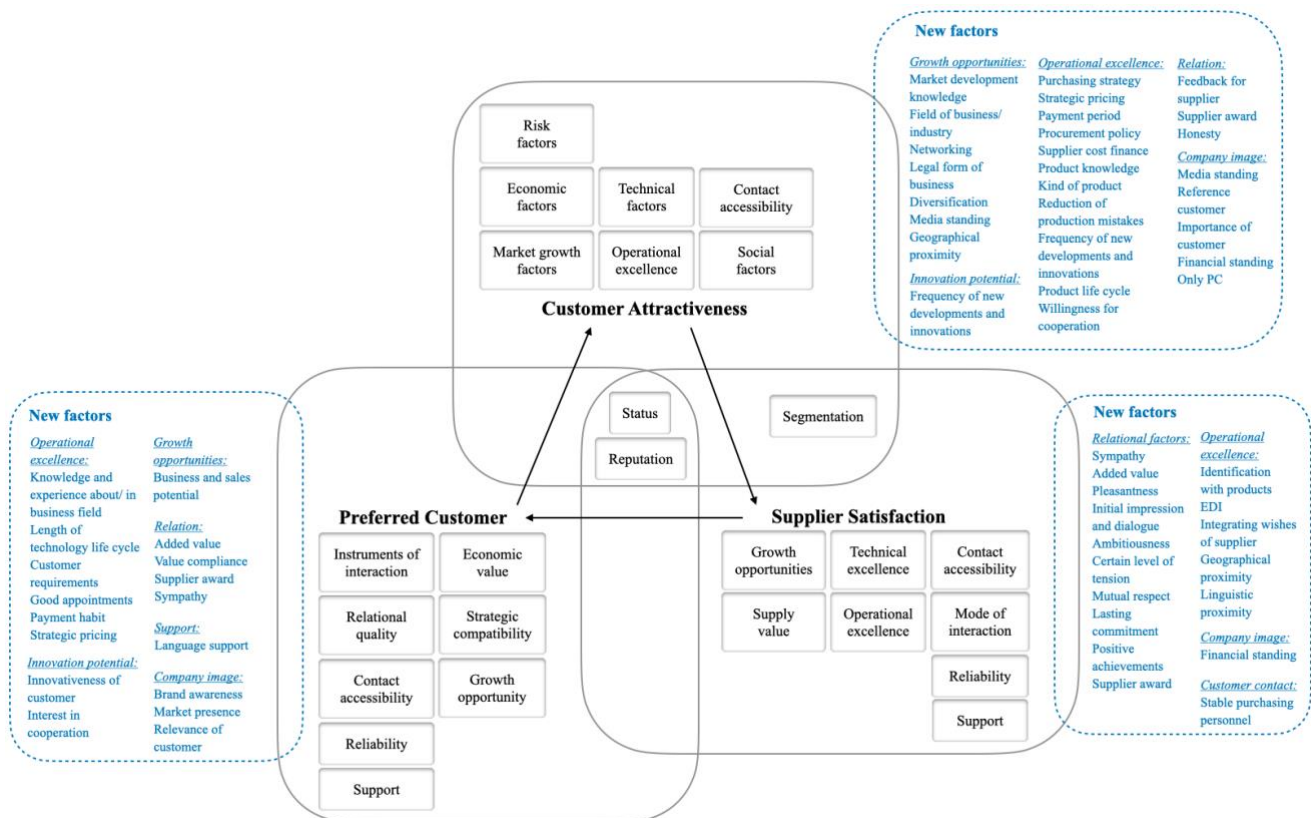 New factors
Growth opportunities:
Market development
knowledge
Field of business/
industry
Networking
Legal form of
business
Diversification
Media standing
Geographical
proximity
Innovation potential:
Frequency of new
developments and
innovations
Operational excellence:
Purchasing strategy
Strategic pricing
Payment period
Procurement policy
Supplier cost finance
Product knowledge
Kind of product
Reduction of
production mistakes
Frequency of new
developments and
innovations
Product life cycle
Willingness for
cooperation
Relation:
Feedback for
supplier
Supplier award
Honesty
Company image:
Media standing
Reference
customer
Importance of
customer
Financial standing
Only PC
Risk
factors
Economic
factors
Technical
factors
Contact
accessibility
Market growth
factors
Operational
excellence
Social
factors
Customer Attractiveness
Status
Reputation
Segmentation
New factors
Operational
excellence:
Knowledge and
experience about/ in
business field
Length of
technology life cycle
Customer
requirements
Good appointments
Payment habit
Strategic pricing
Innovation potential:
Innovativeness of
customer
Interest in
cooperation
Growth
opportunities:
Business and sales
potential
Relation:
Added value
Value compliance
Supplier award
Sympathy
Support:
Language support
Company image:
Brand awareness
Market presence
Relevance of
customer
Preferred Customer
Instruments of
interaction
Economic
value
Relational
quality
Strategic
compatibility
Contact
accessibility
Growth
opportunity
Reliability
Support
Supplier Satisfaction
Growth
opportunities
Technical
excellence
Contact
accessibility
Supply
value
Operational
excellence
Mode of
interaction
Reliability
Support
New factors
Relational factors:
Sympathy
Added value
Pleasantness
Initial impression
and dialogue
Ambitiousness
Certain level of
tension
Mutual respect
Lasting
commitment
Positive
achievements
Supplier award
Operational
excellence:
Identification
with products
EDI
Integrating wishes
of supplier
Geographical
proximity
Linguistic
proximity
Company image:
Financial standing
Customer contact:
Stable purchasing
personnel